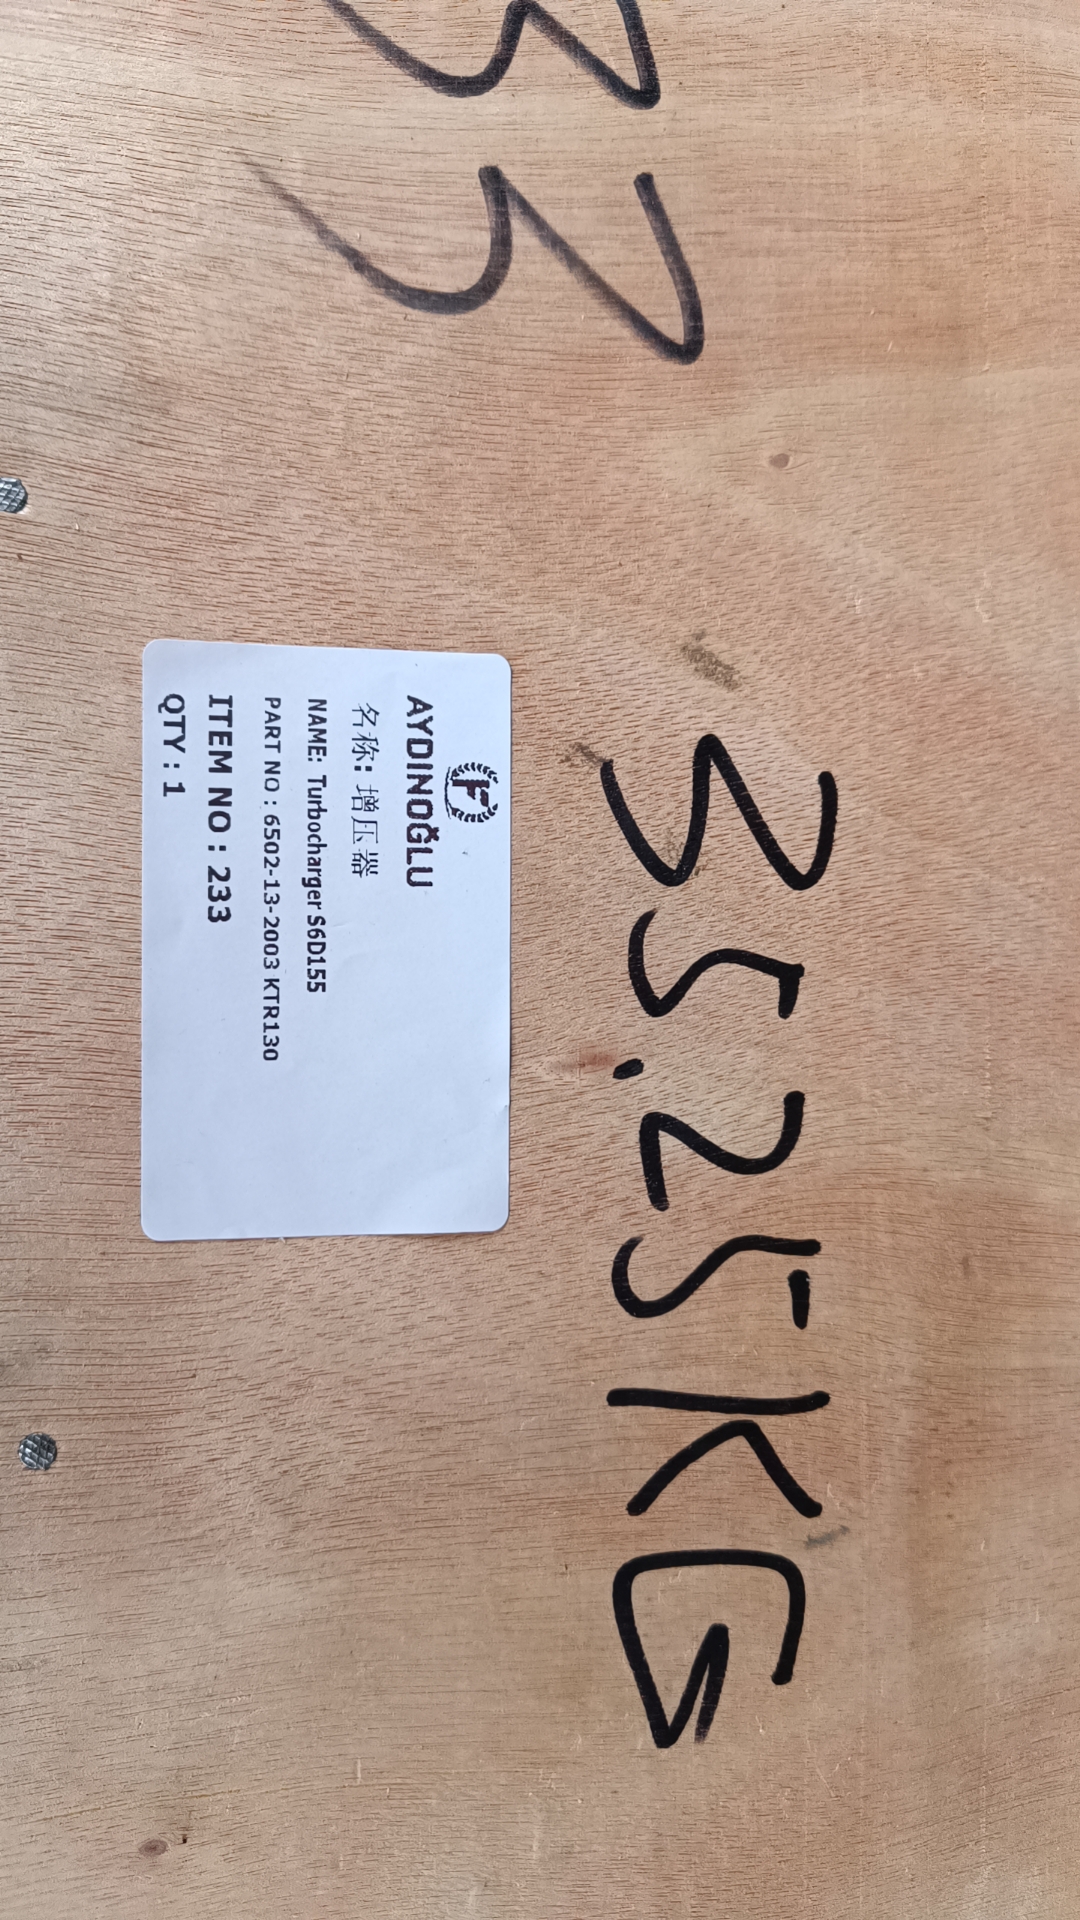 33
35.25KG
AYDINOĞLU
名称: 增压器
NAME: Turbocharger S6D155
PART NO : 6502-13-2003 KTR130
ITEM NO : 233
QTY : 1